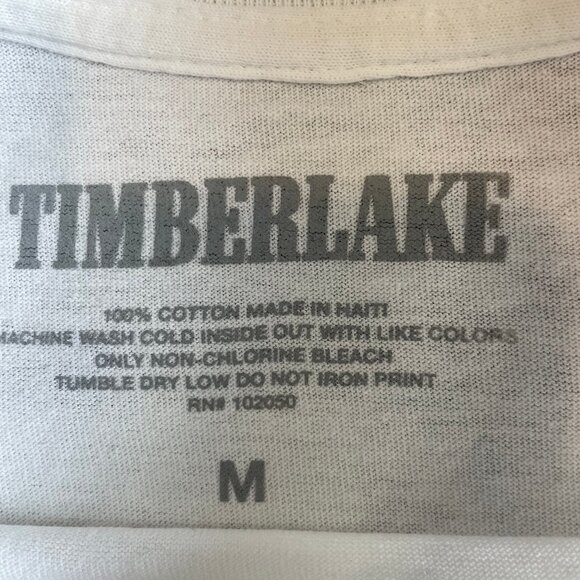 TIMBERLAKE
100% COTTON MADE IN HAITI
MACHINE WASH COLD INSIDE OUT WITH LIKE COLORS
ONLY NON-CHLORINE BLEACH
TUMBLE DRY LOW DO NOT IRON PRINT
RN# 102050
M